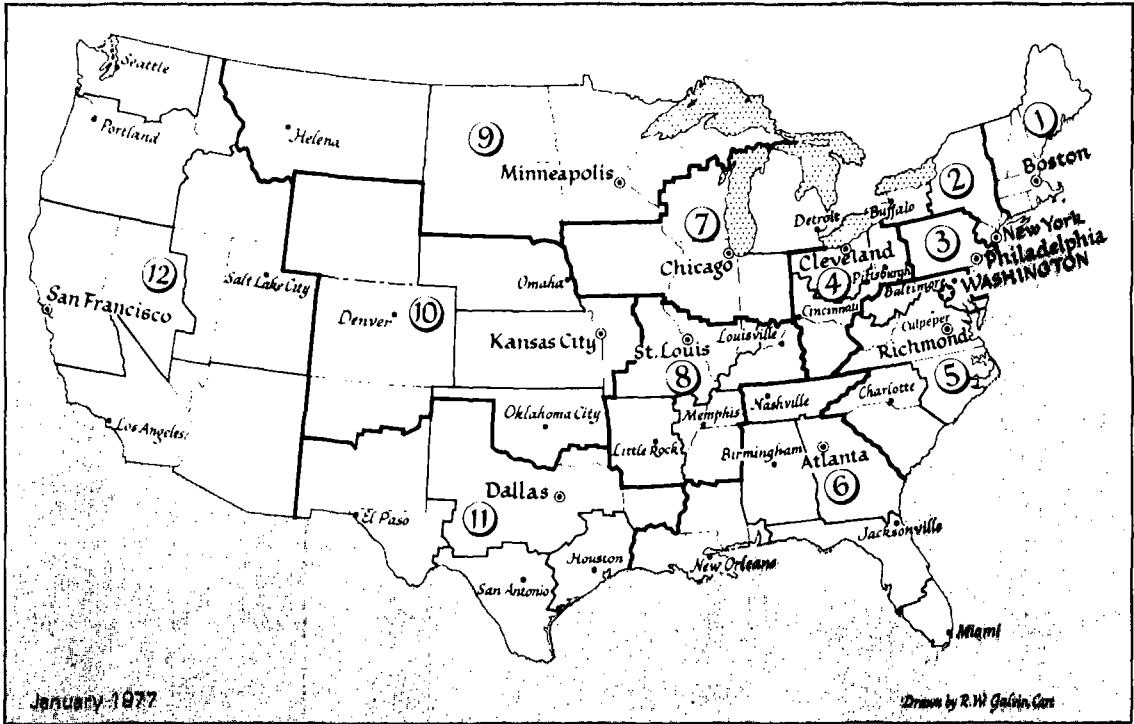 Seattle
Portland
Helena
9
Minneapolis
1
Boston
2
Buffalo
Detroit
7
Chicago
Cleveland
4
Pittsburgh
Cincinnati
3
New York
Philadelphia
WASHINGTON
Baltimore
12
San Francisco
Salt Lake City
Omaha
Denver
10
Kansas City
St. Louis
8
Louisville
Culpeper
Richmond
5
Charlotte
Nashville
Memphis
Los Angeles
Oklahoma City
Little Rock
Birmingham
Atlanta
6
Dallas
11
El Paso
Houston
San Antonio
New Orleans
Jacksonville
Miami
January 1977
Drawn by R.W. Galvin, Cart.